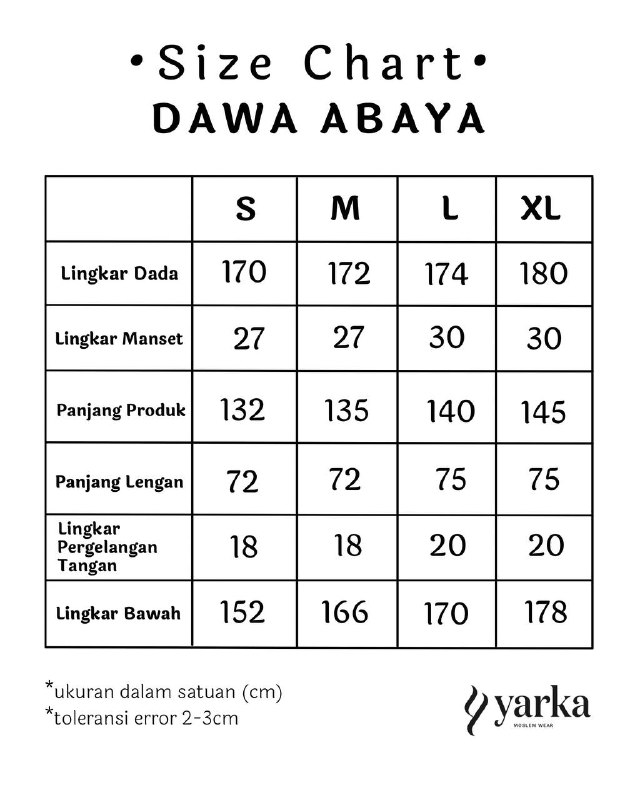 •Size Chart•
DAWA ABAYA
S M L XL
Lingkar Dada 170 172 174 180
Lingkar Manset 27 27 30 30
Panjang Produk 132 135 140 145
Panjang Lengan 72 72 75 75
Lingkar
Pergelangan
Tangan
18 18 20 20
Lingkar Bawah 152 166 170 178
*ukuran dalam satuan (cm)
*toleransi error 2-3cm
yarka
MOSLEM WEAR